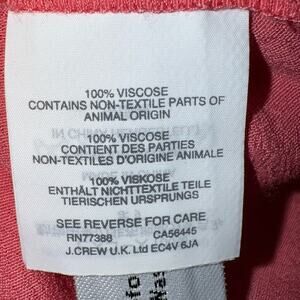 100% VISCOSE
CONTAINS NON-TEXTILE PARTS OF
ANIMAL ORIGIN
100% VISCOSE
CONTIENT DES PARTIES
NON-TEXTILES D'ORIGINE ANIMALE
100% VISKOSE
ENTHÄLT NICHTTEXTILE TEILE
TIERISCHEN URSPRUNGS
SEE REVERSE FOR CARE
RN77388 CA56445
J.CREW U.K. Ltd EC4V 6JA